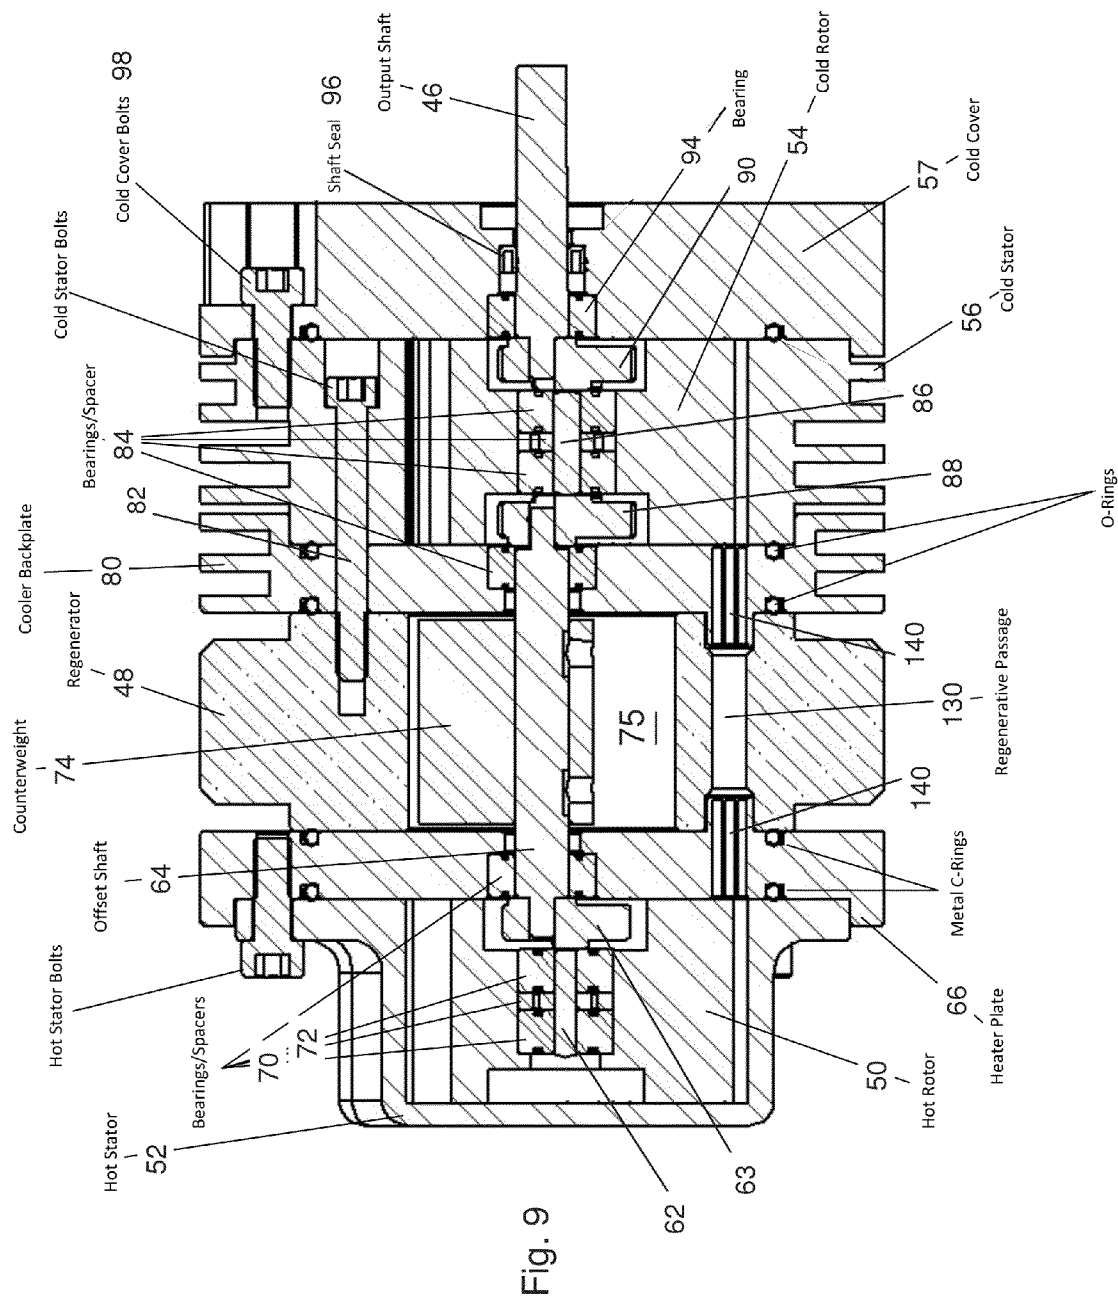 Hot Stator
52
Hot Stator Bolts
Bearings/Spacers
70
72
Offset Shaft
64
Counterweight
74
Regenerator
48
Cooler Backplate
80
82
Bearings/Spacer
84
Cold Stator Bolts
Cold Cover Bolts 98
Shaft Seal 96
Output Shaft
46
Bearing
94
90
54 Cold Rotor
57 Cold Cover
56 Cold Stator
86
88
O-Rings
140
130
Regenerative Passage
140
75
Metal C-Rings
66
Heater Plate
50
Hot Rotor
63
62
Fig. 9